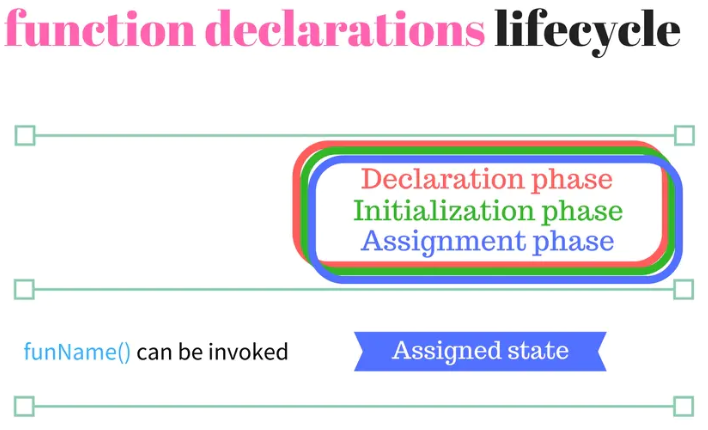 function declarations lifecycle
Declaration phase
Initialization phase
Assignment phase
funName() can be invoked
Assigned state